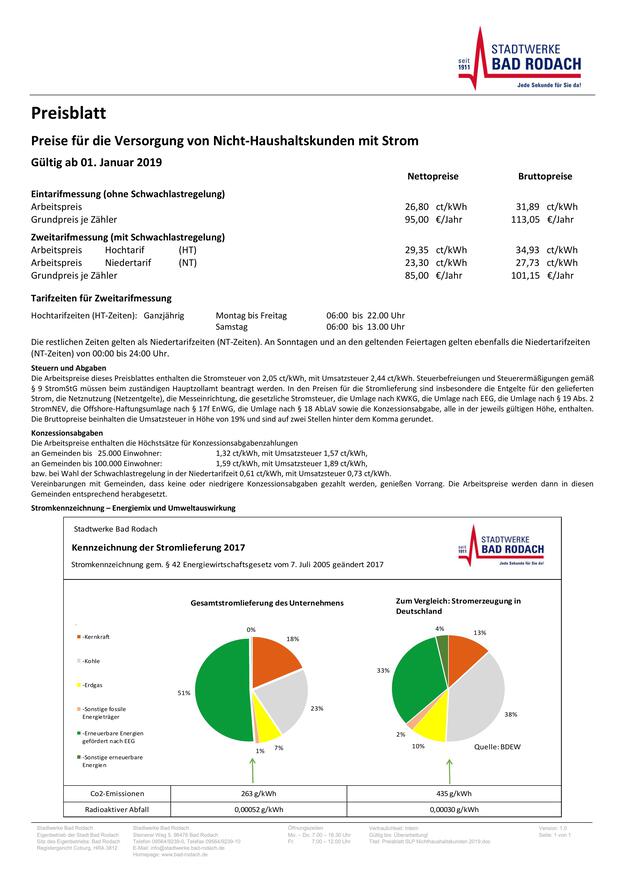 STADTWERKE
seit
1911
BAD RODACH
Jede Sekunde für Sie da!
Preisblatt
Preise für die Versorgung von Nicht-Haushaltskunden mit Strom
Gültig ab 01. Januar 2019
Nettopreise Bruttopreise
Eintarifmessung (ohne Schwachlastregelung)
Arbeitspreis 26,80 ct/kWh 31,89 ct/kWh
Grundpreis je Zähler 95,00 €/Jahr 113,05 €/Jahr
Zweitarifmessung (mit Schwachlastregelung)
Arbeitspreis Hochtarif (HT) 29,35 ct/kWh 34,93 ct/kWh
Arbeitspreis Niedertarif (NT) 23,30 ct/kWh 27,73 ct/kWh
Grundpreis je Zähler 85,00 €/Jahr 101,15 €/Jahr
Tarifzeiten für Zweitarifmessung
Hochtarifzeiten (HT-Zeiten): Ganzjährig Montag bis Freitag 06:00 bis 22.00 Uhr
Samstag 06:00 bis 13.00 Uhr
Die restlichen Zeiten gelten als Niedertarifzeiten (NT-Zeiten). An Sonntagen und an den geltenden Feiertagen gelten ebenfalls die Niedertarifzeiten
(NT-Zeiten) von 00:00 bis 24:00 Uhr.
Steuern und Abgaben
Die Arbeitspreise dieses Preisblattes enthalten die Stromsteuer von 2,05 ct/kWh, mit Umsatzsteuer 2,44 ct/kWh. Steuerbefreiungen und Steuerermäßigungen gemäß
§ 9 StromStG müssen beim zuständigen Hauptzollamt beantragt werden. In den Preisen für die Stromlieferung sind insbesondere die Entgelte für den gelieferten
Strom, die Netznutzung (Netzentgelte), die Messeinrichtung, die gesetzliche Stromsteuer, die Umlage nach KWKG, die Umlage nach EEG, die Umlage nach § 19 Abs. 2
StromNEV, die Offshore-Haftungsumlage nach § 17f EnWG, die Umlage nach § 18 AbLaV sowie die Konzessionsabgabe, alle in der jeweils gültigen Höhe, enthalten.
Die Bruttopreise beinhalten die Umsatzsteuer in Höhe von 19% und sind auf zwei Stellen hinter dem Komma gerundet.
Konzessionsabgaben
Die Arbeitspreise enthalten die Höchstsätze für Konzessionsabgabenzahlungen
an Gemeinden bis 25.000 Einwohner: 1,32 ct/kWh, mit Umsatzsteuer 1,57 ct/kWh,
an Gemeinden bis 100.000 Einwohner: 1,59 ct/kWh, mit Umsatzsteuer 1,89 ct/kWh,
bzw. bei Wahl der Schwachlastregelung in der Niedertarifzeit 0,61 ct/kWh, mit Umsatzsteuer 0,73 ct/kWh.
Vereinbarungen mit Gemeinden, dass keine oder niedrigere Konzessionsabgaben gezahlt werden, genießen Vorrang. Die Arbeitspreise werden dann in diesen
Gemeinden entsprechend herabgesetzt.
Stromkennzeichnung – Energiemix und Umweltauswirkung
Stadtwerke Bad Rodach
Kennzeichnung der Stromlieferung 2017
Stromkennzeichnung gem. § 42 Energiewirtschaftsgesetz vom 7. Juli 2005 geändert 2017
STADTWERKE
seit
1911
BAD RODACH
Jede Sekunde für Sie da!
Gesamtstromlieferung des Unternehmens
Zum Vergleich: Stromerzeugung in
Deutschland
-Kernkraft
-Kohle
-Erdgas
-Sonstige fossile
Energieträger
-Erneuerbare Energien
gefördert nach EEG
-Sonstige erneuerbare
Energien
0%
18%
23%
7%
1%
51%
4%
13%
38%
10%
2%
33%
Quelle: BDEW
Co2-Emissionen 263 g/kWh 435 g/kWh
Radioaktiver Abfall 0,00052 g/kWh 0,00030 g/kWh
Stadtwerke Bad Rodach
Eigenbetrieb der Stadt Bad Rodach
Sitz des Eigenbetriebs: Bad Rodach
Registergericht Coburg, HRA 3812
Stadtwerke Bad Rodach
Steinerer Weg 5 96476 Bad Rodach
Telefon 09564/9239-0, Telefax 09564/9239-10
E-Mail: info@stadtwerke.bad-rodach.de
Homepage: www.bad-rodach.de
Öffnungszeiten
Mo. – Do. 7.00 – 16.30 Uhr
Fr. 7.00 – 12.00 Uhr
Vertraulichkeit: Intern
Gültig bis: Überarbeitung!
Titel: Preisblatt SLP Nichthaushaltskunden 2019.doc
Version: 1.0
Seite: 1 von 1